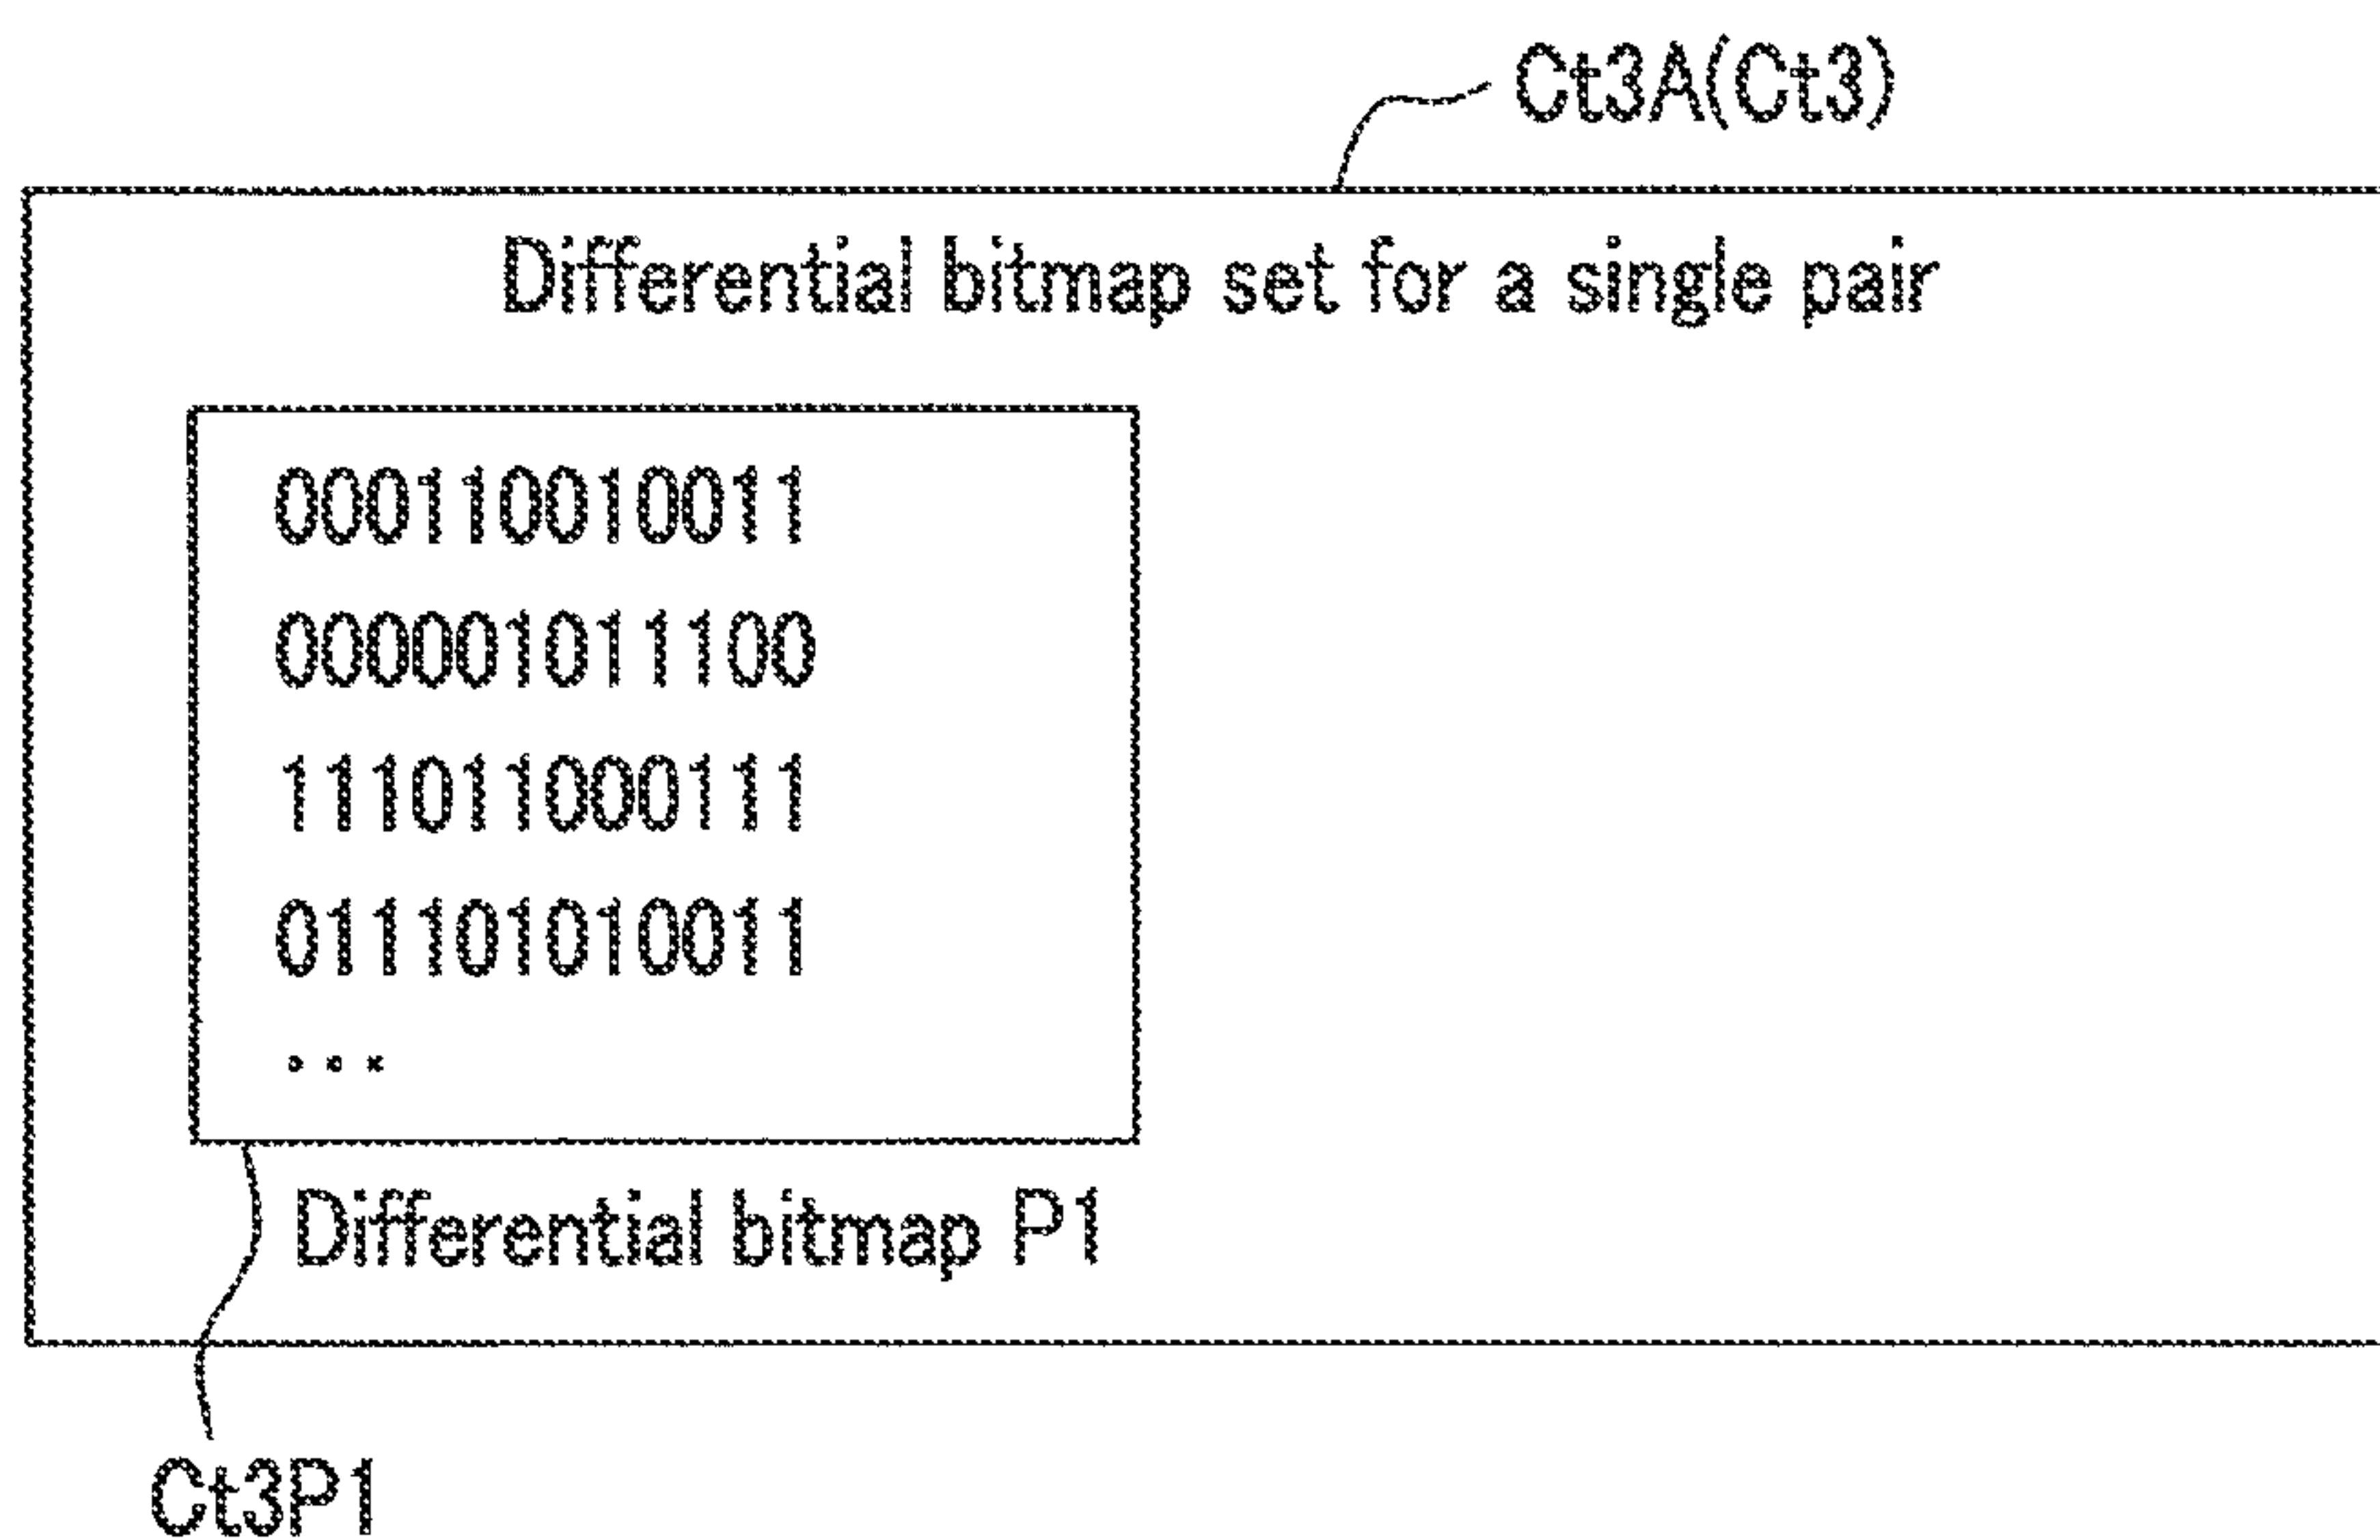 Ct3A(Ct3)
Differential bitmap set for a single pair
000110010011
000001011100
111011000111
011101010011
...
Differential bitmap P1
Ct3P1